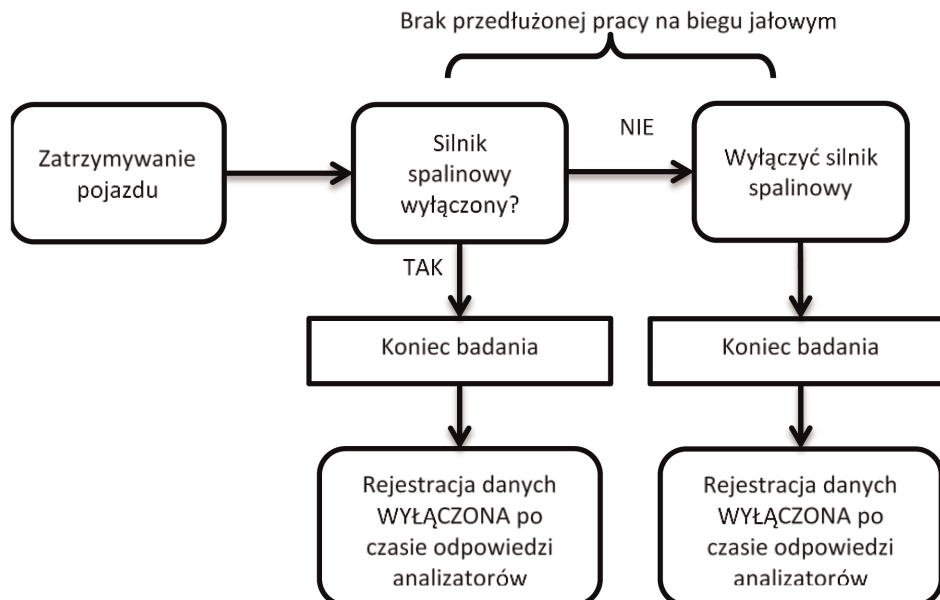 Brak przedłużonej pracy na biegu jałowym
Zatrzymywanie
pojazdu
Silnik
spalinowy
wyłączony?
NIE
Wyłączyć silnik
spalinowy
TAK
Koniec badania
Koniec badania
Rejestracja danych
WYŁĄCZONA po
czasie odpowiedzi
analizatorów
Rejestracja danych
WYŁĄCZONA po
czasie odpowiedzi
analizatorów